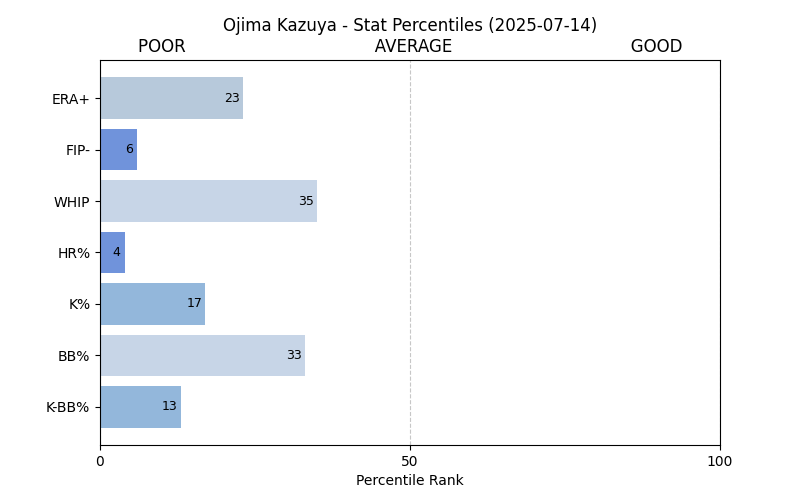 Ojima Kazuya - Stat Percentiles (2025-07-14)
POOR AVERAGE GOOD
ERA+ 23
FIP- 6
WHIP 35
HR% 4
K% 17
BB% 33
K-BB% 13
0 50 100
Percentile Rank